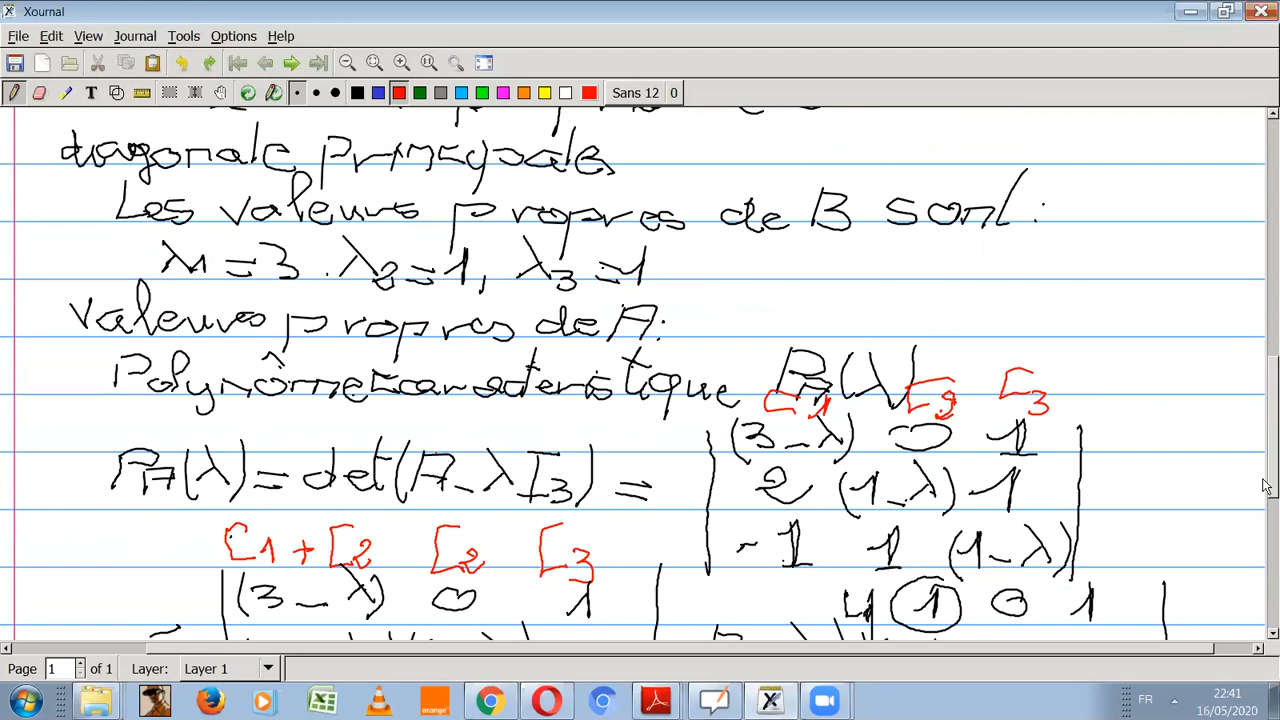 Xournal
File Edit View Journal Tools Options Help
Sans 12 0
diagonale principale
Les valeurs propres de B sont :
λ1 = 3 . λ2 = 1, λ3 = 1
valeurs propres de A :
Polynôme caractéristique PA(λ)
C1 C2 C3
(3 - λ) 0 1
PA(λ) = det(A - λ I3) = 2 (1 - λ) -1
- 1 1 (1 - λ)
C1 + C2 C2 C3
(3 - λ) 0 1
1 0 1
Page 1 of 1 Layer: Layer 1
orange
FR
22:41
16/05/2020